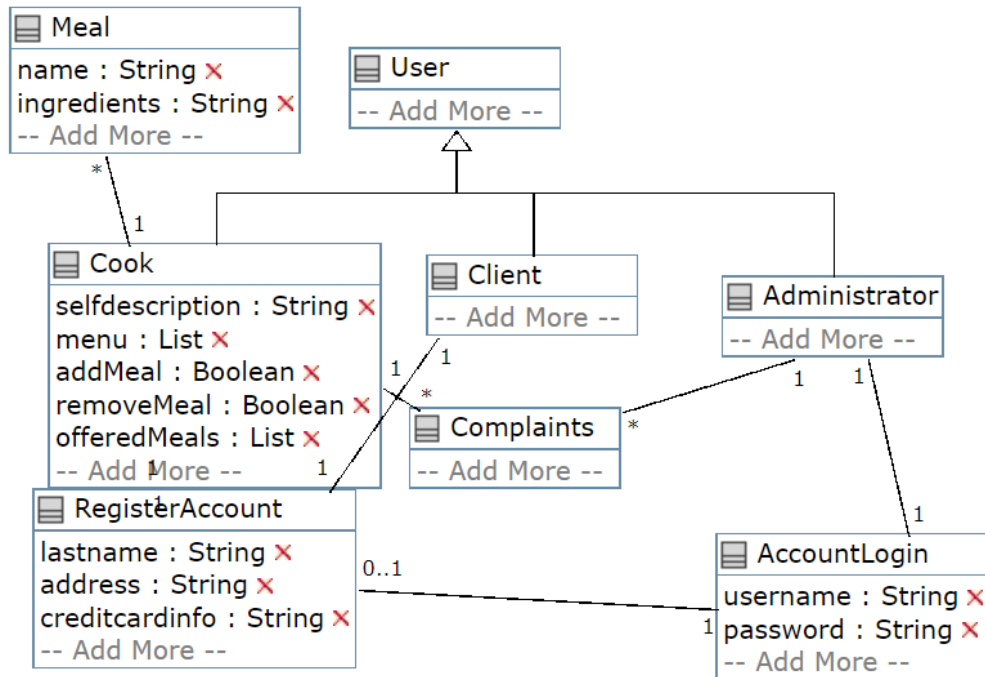 Meal
name : String
ingredients : String
-- Add More --
*
1
User
-- Add More --
Cook
selfdescription : String
menu : List
addMeal : Boolean
removeMeal : Boolean
offeredMeals : List
-- Add More --
1
1
1
*
Client
-- Add More --
1
1
Administrator
-- Add More --
1
1
Complaints
-- Add More --
*
RegisterAccount
lastname : String
address : String
creditcardinfo : String
-- Add More --
0..1
1
1
AccountLogin
username : String
password : String
-- Add More --